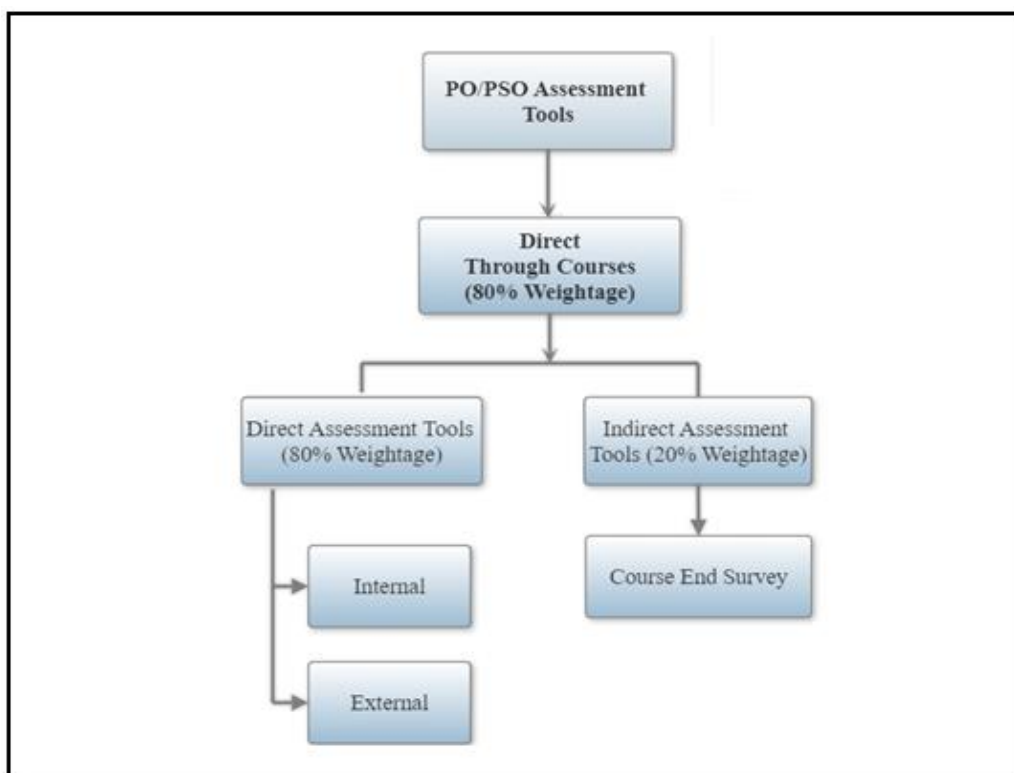 PO/PSO Assessment
Tools
Direct
Through Courses
(80% Weightage)
Direct Assessment Tools
(80% Weightage)
Indirect Assessment
Tools (20% Weightage)
Internal
Course End Survey
External